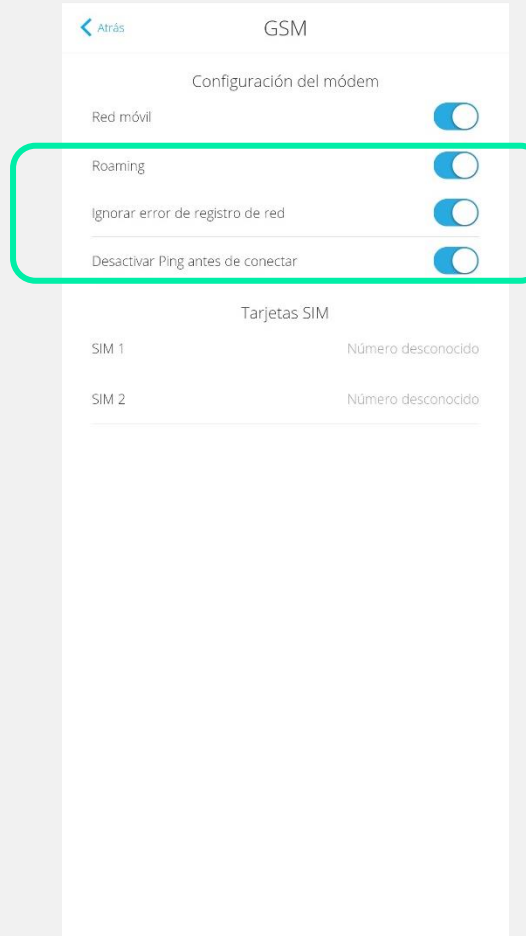 Atrás
GSM
Configuración del módem
Red móvil
Roaming
Ignorar error de registro de red
Desactivar Ping antes de conectar
Tarjetas SIM
SIM 1 Número desconocido
SIM 2 Número desconocido